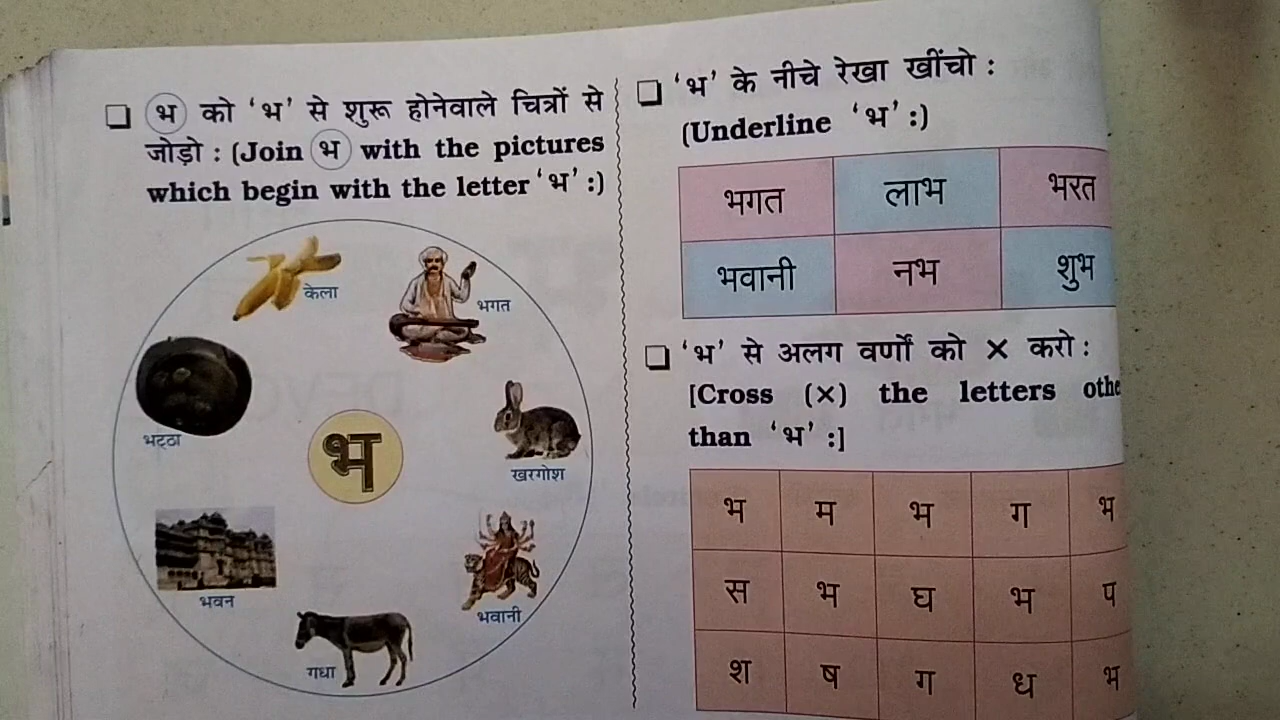 ❑ भ को ‘भ’ से शुरू होनेवाले चित्रों से
जोड़ो : (Join भ with the pictures
which begin with the letter ‘भ’ :)
केला
भगत
भट्ठा
भ
खरगोश
भवन
भवानी
गधा
❑ ‘भ’ के नीचे रेखा खींचो :
(Underline ‘भ’ :)
भगत लाभ भरत
भवानी नभ शुभ
❑ ‘भ’ से अलग वर्णों को × करो :
[Cross (×) the letters othe
than ‘भ’ :]
भ म भ ग भ
स भ घ भ प
श ष ग ध भ